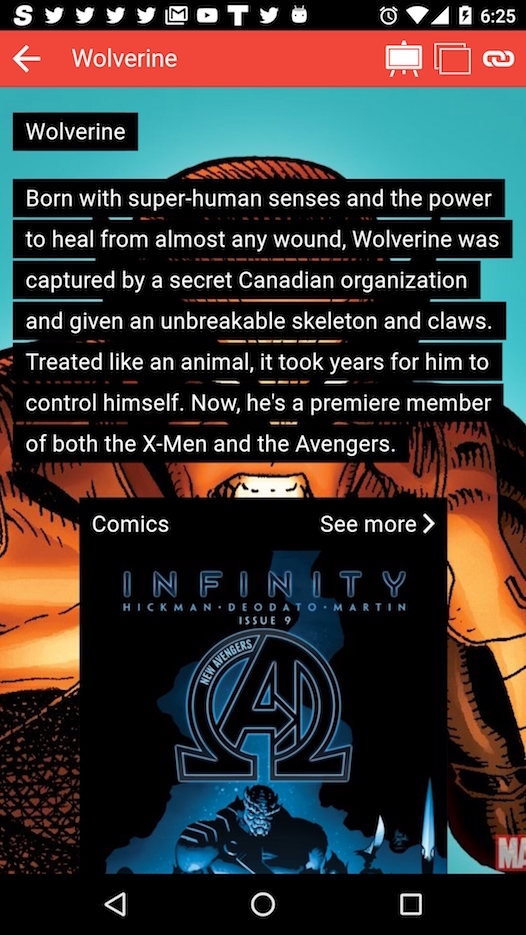 6:25
Wolverine
Wolverine
Born with super-human senses and the power
to heal from almost any wound, Wolverine was
captured by a secret Canadian organization
and given an unbreakable skeleton and claws.
Treated like an animal, it took years for him to
control himself. Now, he's a premiere member
of both the X-Men and the Avengers.
Comics See more
INFINITY
HICKMAN · DEODATO · MARTIN
ISSUE 9
NEW AVENGERS
A
MA